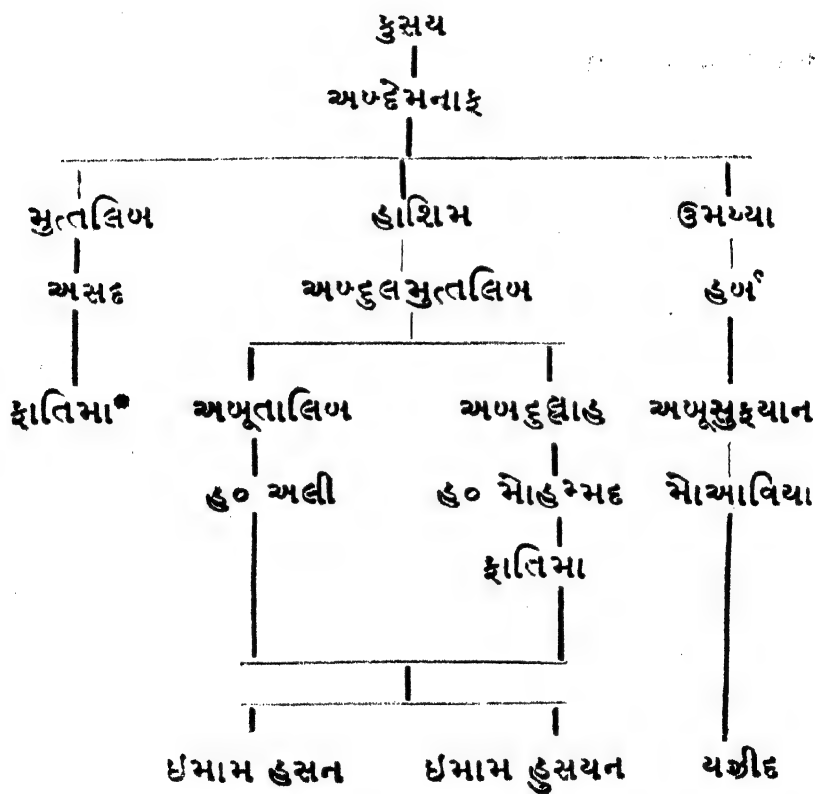 કુસય
અબ્દેમનાફ
મુત્તલિબ હાશિમ ઉમય્યા
અસદ અબ્દુલમુત્તલિબ હર્બ
ફાતિમા* અબૂતાલિબ અબદુલ્લાહ અબૂસુફયાન
હ૦ અલી હ૦ મોહમ્મદ મોઆવિયા
ફાતિમા
ઇમામ હસન ઇમામ હુસયન યઝીદ